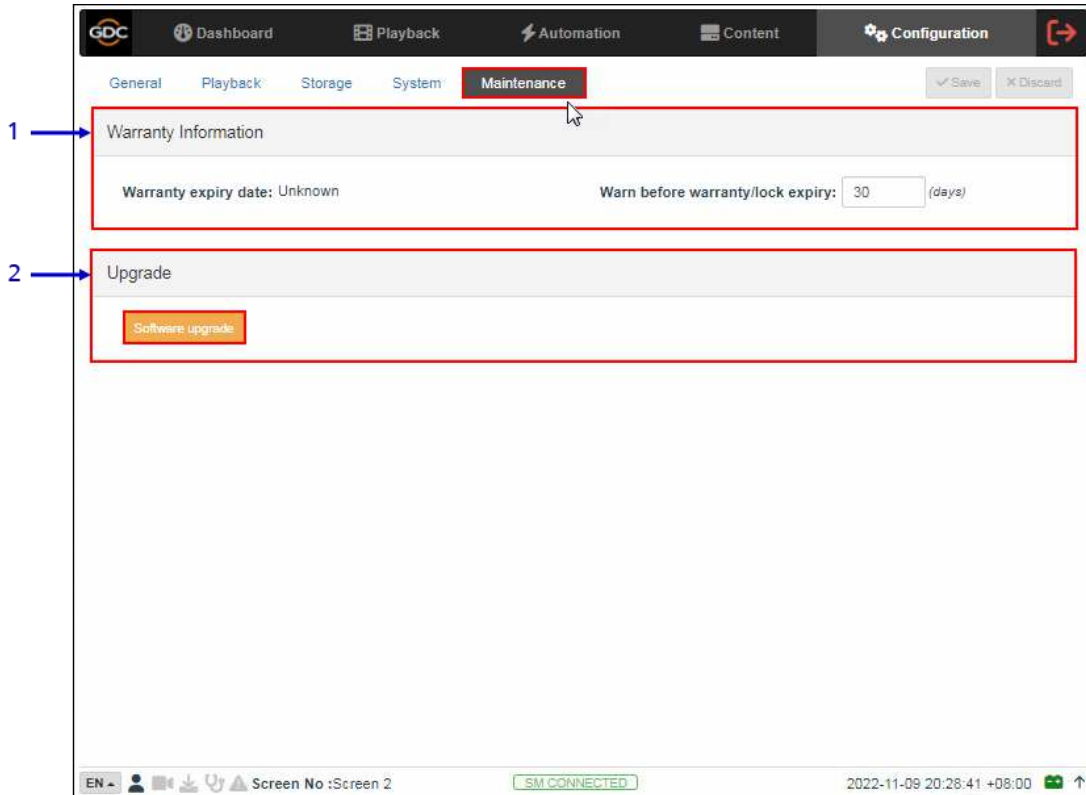 GDC Dashboard Playback Automation Content Configuration
General Playback Storage System Maintenance Save Discard
1 Warranty Information
Warranty expiry date: Unknown Warn before warranty/lock expiry: 30 (days)
2 Upgrade
Software upgrade
EN Screen No :Screen 2 SM CONNECTED 2022-11-09 20:28:41 +08:00